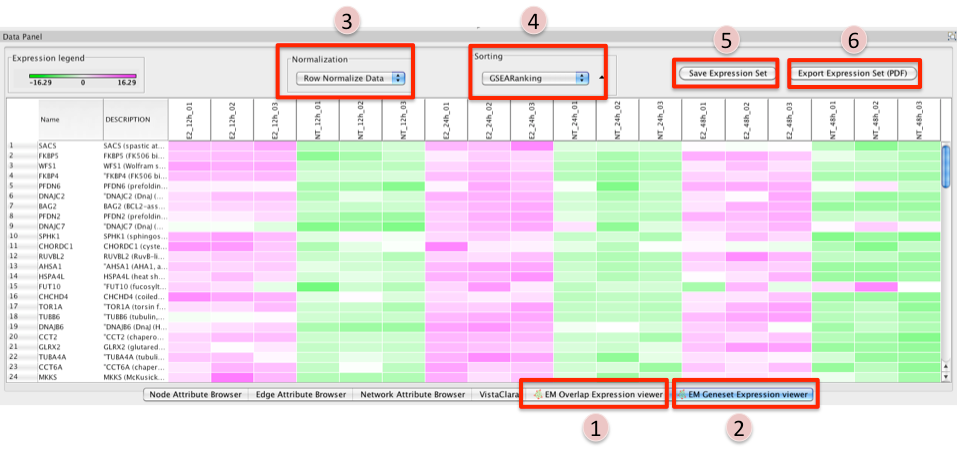 3
4
5
6
Data Panel
Expression legend
-16.29 0 16.29
Normalization
Row Normalize Data
Sorting
GSEARanking
Save Expression Set
Export Expression Set (PDF)
Name DESCRIPTION E2_12h_01 E2_12h_02 E2_12h_03 NT_12h_01 NT_12h_02 NT_12h_03 E2_24h_01 E2_24h_02 E2_24h_03 NT_24h_01 NT_24h_02 NT_24h_03 E2_48h_01 E2_48h_02 E2_48h_03 NT_48h_01 NT_48h_02 NT_48h_03
1 SACS SACS (spastic at...
2 FKBP5 FKBP5 (FK506 bi...
3 WFS1 WFS1 (Wolfram s...
4 FKBP4 "FKBP4 (FK506 bi...
5 PFDN6 PFDN6 (prefoldin...
6 DNAJC2 "DNAJC2 (DnaJ (...
7 BAG2 BAG2 (BCL2-ass...
8 PFDN2 PFDN2 (prefoldin...
9 DNAJC7 "DNAJC7 (DnaJ (...
10 SPHK1 SPHK1 (sphingos...
11 CHORDC1 CHORDC1 (cyste...
12 RUVBL2 RUVBL2 (RuvB-li...
13 AHSA1 "AHSA1 (AHA1, a...
14 HSPA4L HSPA4L (heat sh...
15 FUT10 "FUT10 (fucosylt...
16 CHCHD4 CHCHD4 (coiled...
17 TOR1A "TOR1A (torsin f...
18 TUBB6 "TUBB6 (tubulin,...
19 DNAJB6 "DNAJB6 (DnaJ (H...
20 CCT2 "CCT2 (chapero...
21 GLRX2 GLRX2 (glutared...
22 TUBA4A "TUBA4A (tubuli...
23 CCT6A "CCT6A (chaper...
24 MKKS MKKS (McKusick...
Node Attribute Browser Edge Attribute Browser Network Attribute Browser VistaClara EM Overlap Expression viewer EM Geneset Expression viewer
1
2